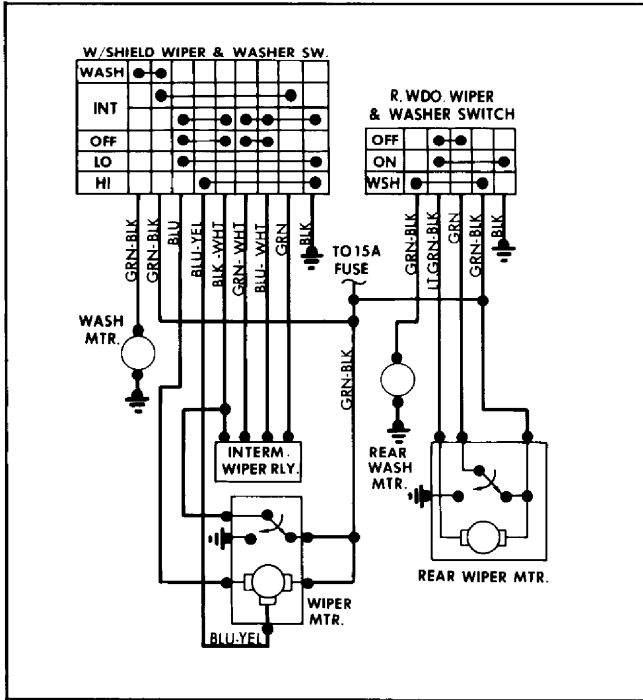 W/SHIELD WIPER & WASHER SW.
WASH
INT
OFF
LO
HI
R. WDO. WIPER
& WASHER SWITCH
OFF
ON
WSH
GRN-BLK
GRN-BLK
BLU
BLU-YEL
BLK-WHT
GRN-WHT
BLU-WHT
GRN
BLK
TO 15A
FUSE
GRN-BLK
LT.GRN-BLK
GRN
GRN-BLK
BLK
WASH
MTR.
GRN-BLK
INTERM.
WIPER RLY.
REAR
WASH
MTR.
REAR WIPER MTR.
WIPER
MTR.
BLU-YEL